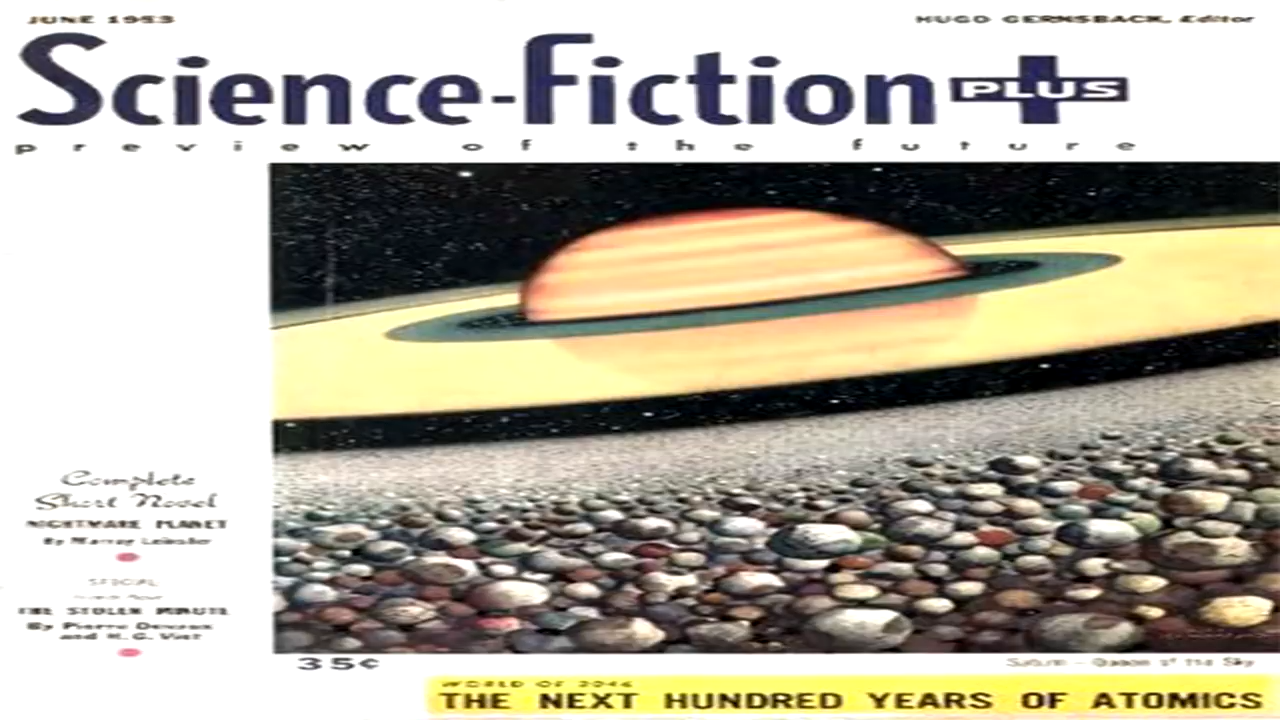 JUNE 1953
HUGO GERNSBACK, Editor
Science-Fiction PLUS
preview of the future
Complete
Short Novel
NIGHTMARE PLANET
By Murray Leinster
SPECIAL
THE STOLEN MINUTE
By Pierre Devaux
and H. G. Viet
35¢
Saturn - Queen of the Sky
WORLD OF 2046
THE NEXT HUNDRED YEARS OF ATOMICS